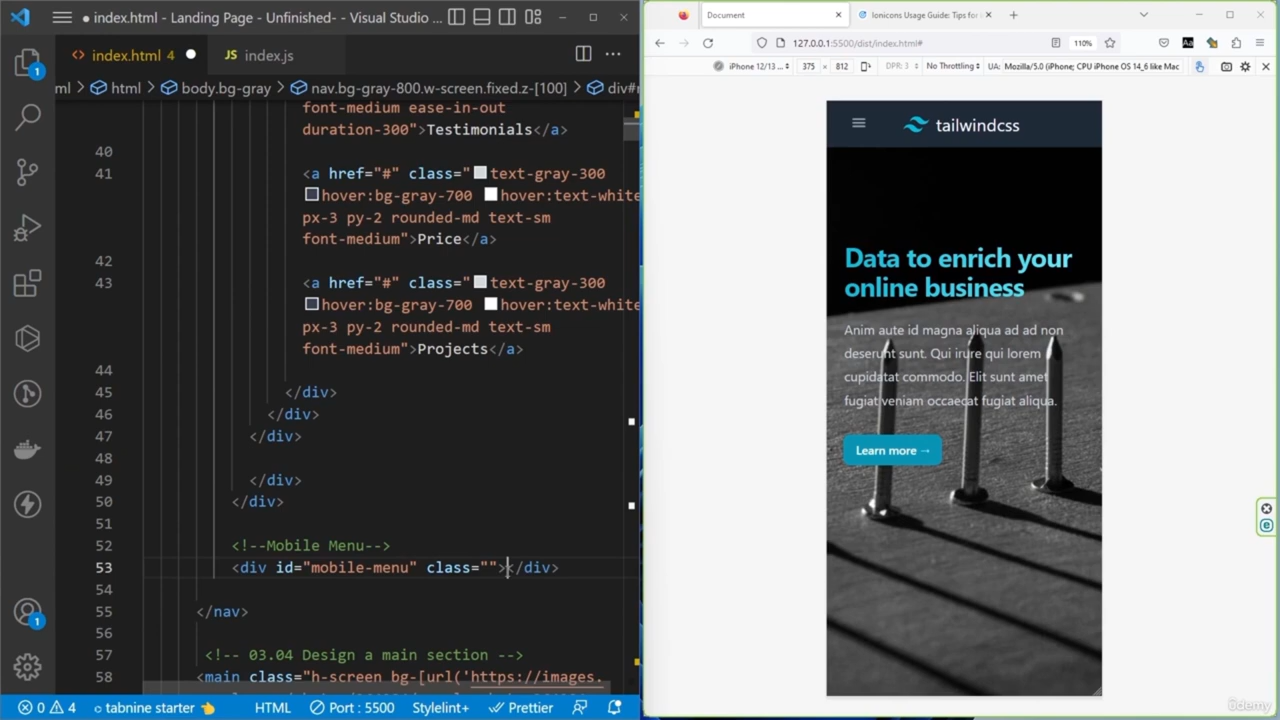 index.html - Landing Page - Unfinished- - Visual Studio ...
index.html 4
JS index.js
ml > html > body.bg-gray > nav.bg-gray-800.w-screen.fixed.z-[100] > div#r
font-medium ease-in-out
duration-300">Testimonials</a>
40
41 <a href="#" class="text-gray-300
hover:bg-gray-700 hover:text-white
px-3 py-2 rounded-md text-sm
font-medium">Price</a>
42
43 <a href="#" class="text-gray-300
hover:bg-gray-700 hover:text-white
px-3 py-2 rounded-md text-sm
font-medium">Projects</a>
44
45 </div>
46 </div>
47 </div>
48
49 </div>
50 </div>
51
52 <!--Mobile Menu-->
53 <div id="mobile-menu" class=""></div>
54
55 </nav>
56
57 <!-- 03.04 Design a main section -->
58 <main class="h-screen bg-[url('https://images.
1
1
0 4 tabnine starter HTML Port : 5500 Stylelint+ Prettier
Document
Ionicons Usage Guide: Tips for
127.0.0.1:5500/dist/index.html#
110%
iPhone 12/13 ... 375 × 812 DPR: 3 No Throttling UA: Mozilla/5.0 (iPhone; CPU iPhone OS 14_6 like Mac
tailwindcss
Data to enrich your
online business
Anim aute id magna aliqua ad ad non
deserunt sunt. Qui irure qui lorem
cupidatat commodo. Elit sunt amet
fugiat veniam occaecat fugiat aliqua.
Learn more →
ûdemy